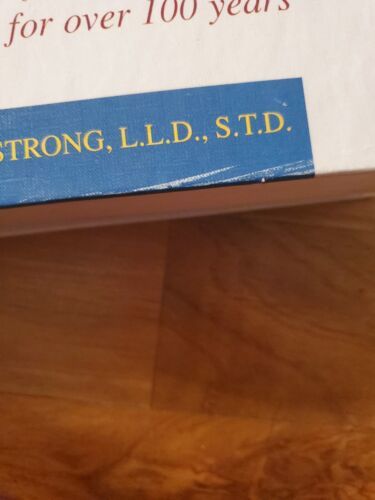 for over 100 years
STRONG, L.L.D., S.T.D.